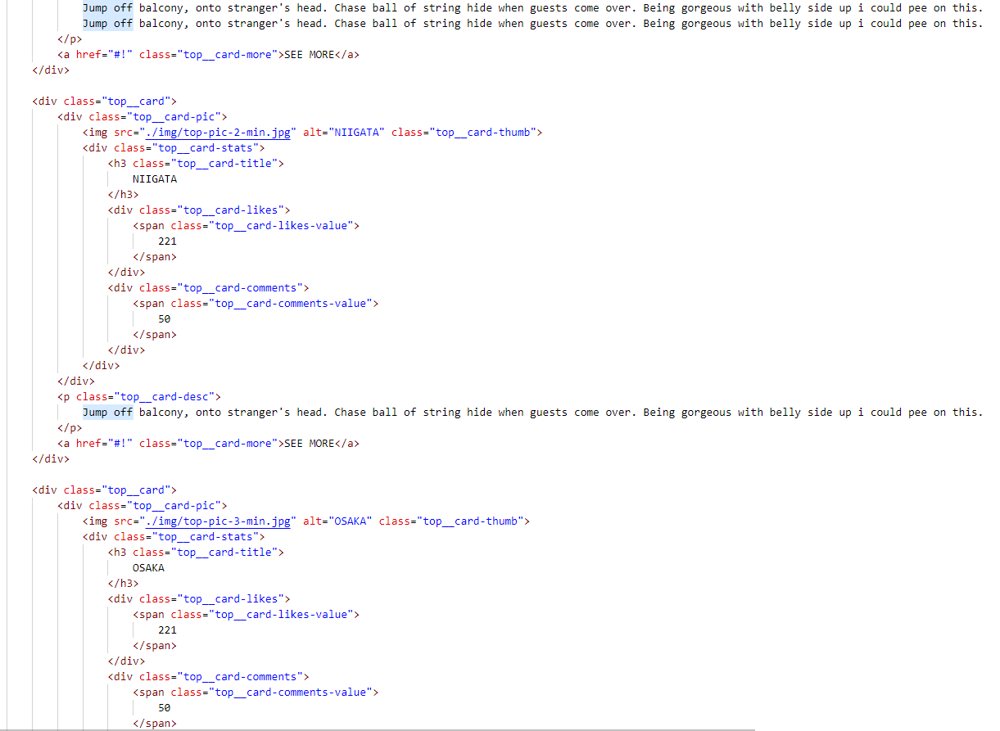 Jump off balcony, onto stranger's head. Chase ball of string hide when guests come over. Being gorgeous with belly side up i could pee on this.
Jump off balcony, onto stranger's head. Chase ball of string hide when guests come over. Being gorgeous with belly side up i could pee on this.
</p>
<a href="#!" class="top__card-more">SEE MORE</a>
</div>
<div class="top__card">
<div class="top__card-pic">
<img src="./img/top-pic-2-min.jpg" alt="NIIGATA" class="top__card-thumb">
<div class="top__card-stats">
<h3 class="top__card-title">
NIIGATA
</h3>
<div class="top__card-likes">
<span class="top__card-likes-value">
221
</span>
</div>
<div class="top__card-comments">
<span class="top__card-comments-value">
50
</span>
</div>
</div>
</div>
<p class="top__card-desc">
Jump off balcony, onto stranger's head. Chase ball of string hide when guests come over. Being gorgeous with belly side up i could pee on this.
</p>
<a href="#!" class="top__card-more">SEE MORE</a>
</div>
<div class="top__card">
<div class="top__card-pic">
<img src="./img/top-pic-3-min.jpg" alt="OSAKA" class="top__card-thumb">
<div class="top__card-stats">
<h3 class="top__card-title">
OSAKA
</h3>
<div class="top__card-likes">
<span class="top__card-likes-value">
221
</span>
</div>
<div class="top__card-comments">
<span class="top__card-comments-value">
50
</span>